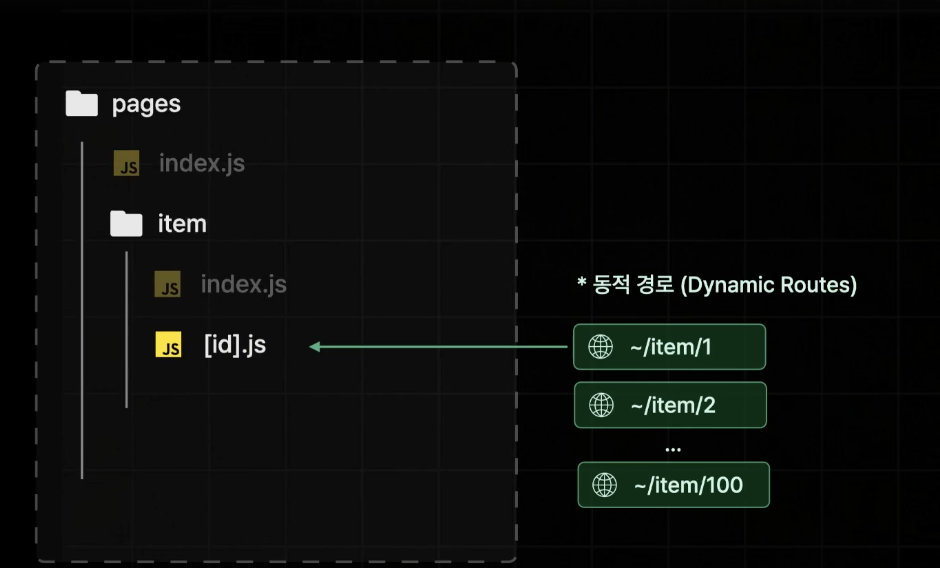 pages
JS index.js
item
JS index.js
* 동적 경로 (Dynamic Routes)
JS [id].js
~/item/1
~/item/2
...
~/item/100